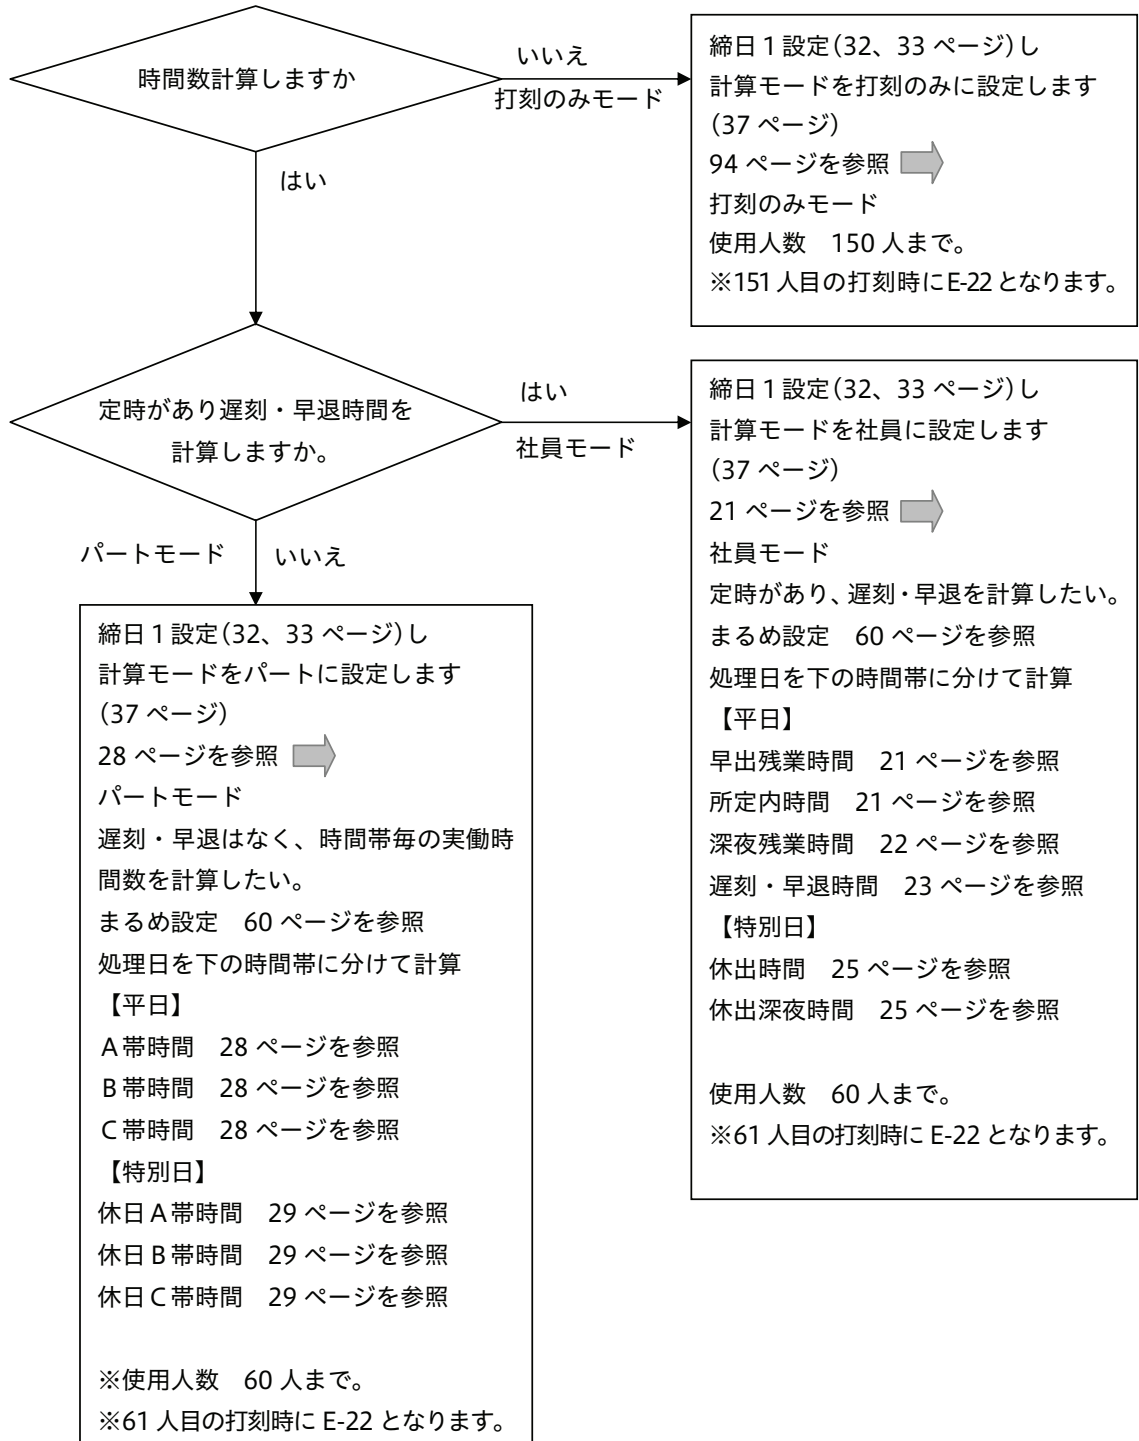 時間数計算しますか
いいえ
打刻のみモード
締日１設定（32、33 ページ）し
計算モードを打刻のみに設定します
（37 ページ）
94 ページを参照
打刻のみモード
使用人数　150 人まで。
※151 人目の打刻時に E-22 となります。
はい
定時があり遅刻・早退時間を
計算しますか。
はい
社員モード
締日１設定（32、33 ページ）し
計算モードを社員に設定します
（37 ページ）
21 ページを参照
社員モード
定時があり、遅刻・早退を計算したい。
まるめ設定　60 ページを参照
処理日を下の時間帯に分けて計算
【平日】
早出残業時間　21 ページを参照
所定内時間　21 ページを参照
深夜残業時間　22 ページを参照
遅刻・早退時間　23 ページを参照
【特別日】
休出時間　25 ページを参照
休出深夜時間　25 ページを参照
使用人数　60 人まで。
※61 人目の打刻時に E-22 となります。
パートモード
いいえ
締日１設定（32、33 ページ）し
計算モードをパートに設定します
（37 ページ）
28 ページを参照
パートモード
遅刻・早退はなく、時間帯毎の実働時
間数を計算したい。
まるめ設定　60 ページを参照
処理日を下の時間帯に分けて計算
【平日】
Ａ帯時間　28 ページを参照
Ｂ帯時間　28 ページを参照
Ｃ帯時間　28 ページを参照
【特別日】
休日Ａ帯時間　29 ページを参照
休日Ｂ帯時間　29 ページを参照
休日Ｃ帯時間　29 ページを参照
※使用人数　60 人まで。
※61 人目の打刻時に E-22 となります。